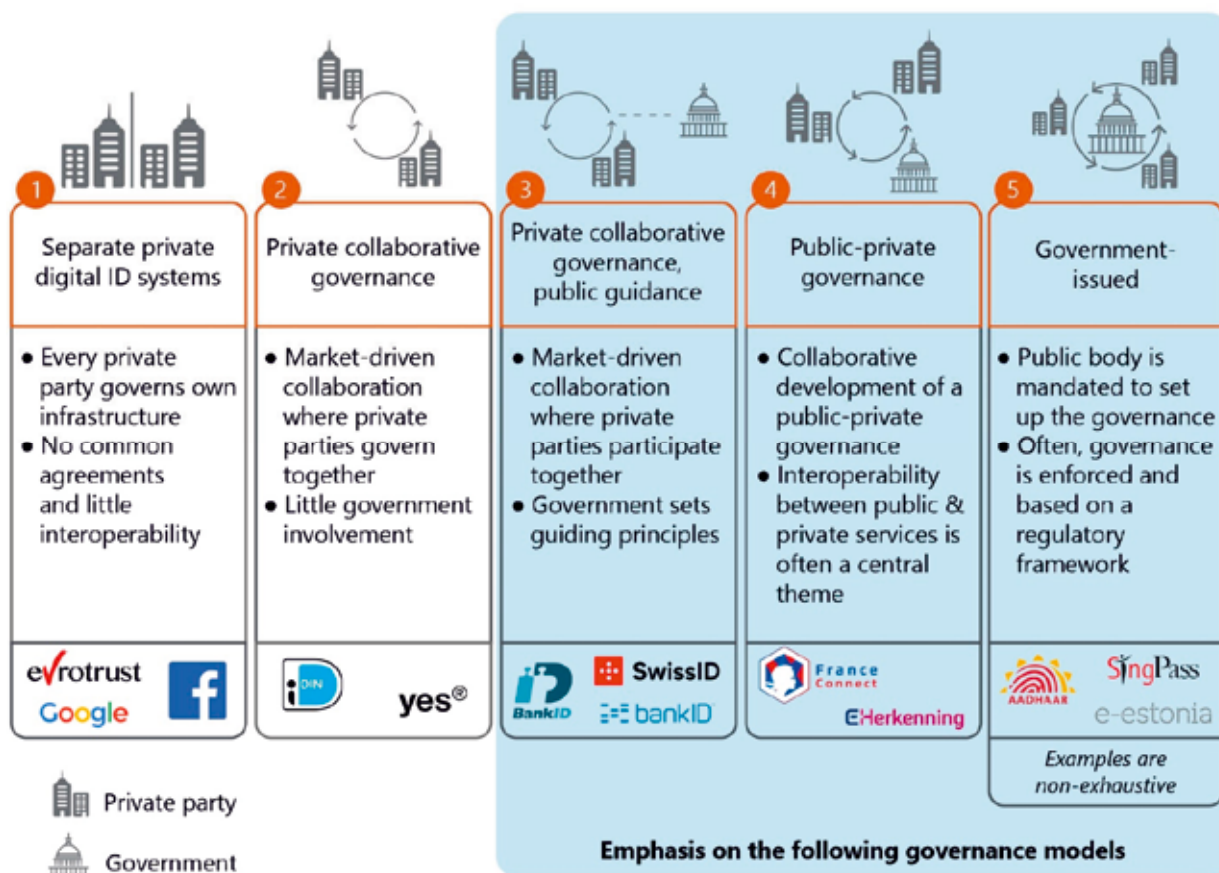 1
Separate private
digital ID systems
● Every private
party governs own
infrastructure
● No common
agreements
and little
interoperability
evrotrust
f
Google
2
Private collaborative
governance
● Market-driven
collaboration
where private
parties govern
together
● Little government
involvement
iDIN
yes®
3
Private collaborative
governance,
public guidance
● Market-driven
collaboration
where private
parties participate
together
● Government sets
guiding principles
BankID
SwissID
bankID
4
Public-private
governance
● Collaborative
development of a
public-private
governance
● Interoperability
between public &
private services is
often a central
theme
France
Connect
EHerkenning
5
Government-
issued
● Public body is
mandated to set
up the governance
● Often, governance
is enforced and
based on a
regulatory
framework
AADHAAR
SingPass
e-estonia
Examples are
non-exhaustive
Private party
Government
Emphasis on the following governance models